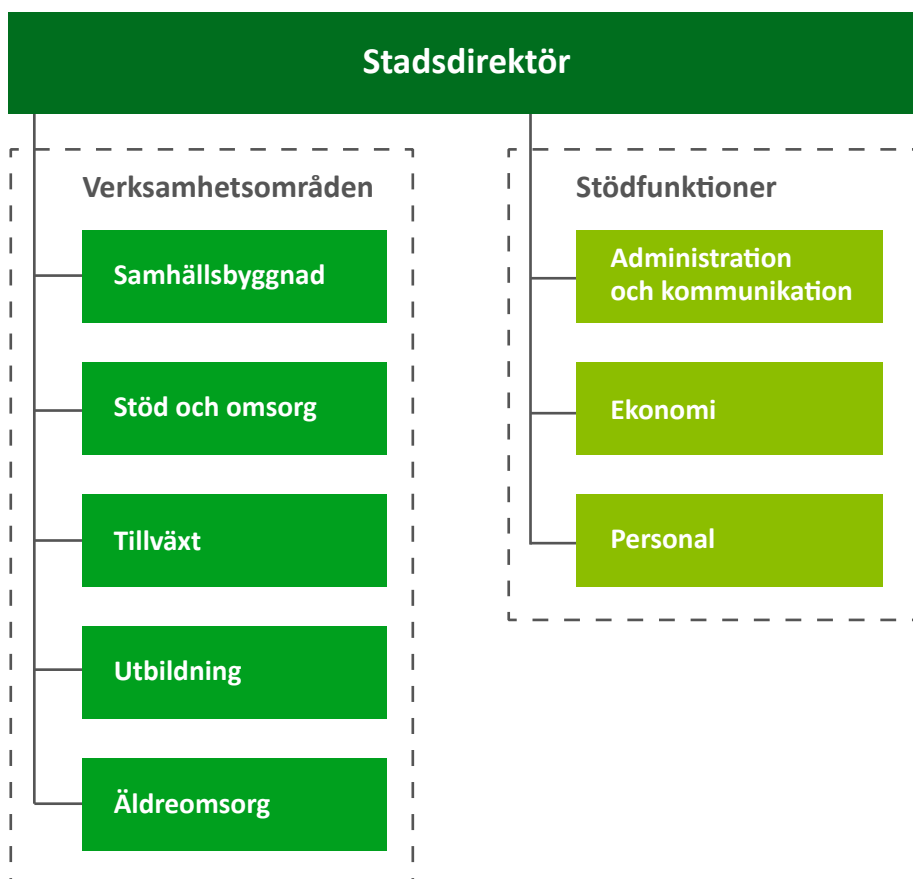 Stadsdirektör
Verksamhetsområden
Samhällsbyggnad
Stöd och omsorg
Tillväxt
Utbildning
Äldreomsorg
Stödfunktioner
Administration
och kommunikation
Ekonomi
Personal